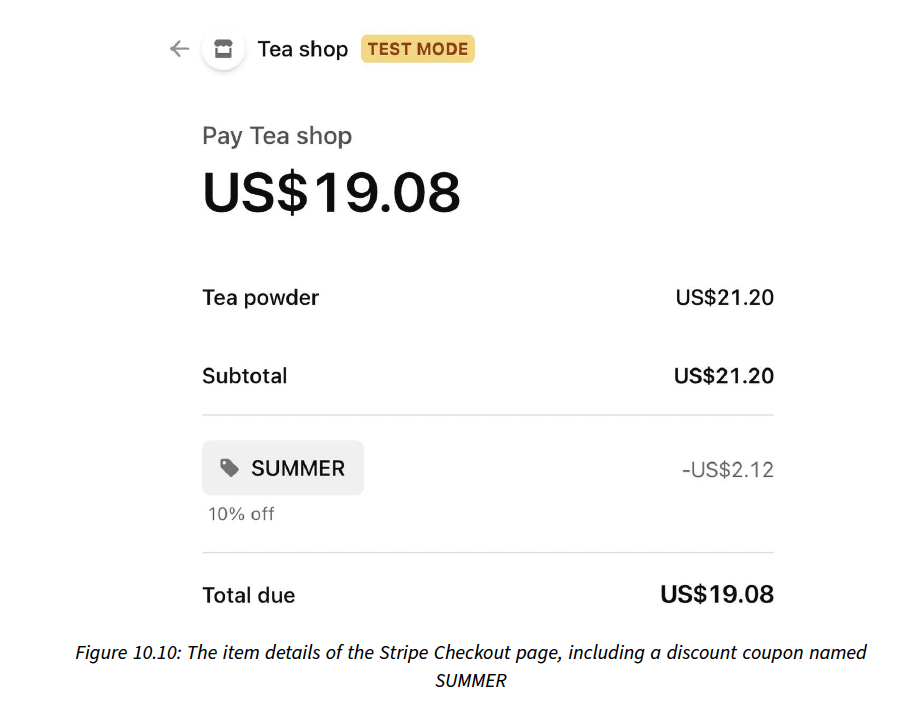 Tea shop TEST MODE
Pay Tea shop
US$19.08
Tea powder US$21.20
Subtotal US$21.20
SUMMER -US$2.12
10% off
Total due US$19.08
Figure 10.10: The item details of the Stripe Checkout page, including a discount coupon named
SUMMER